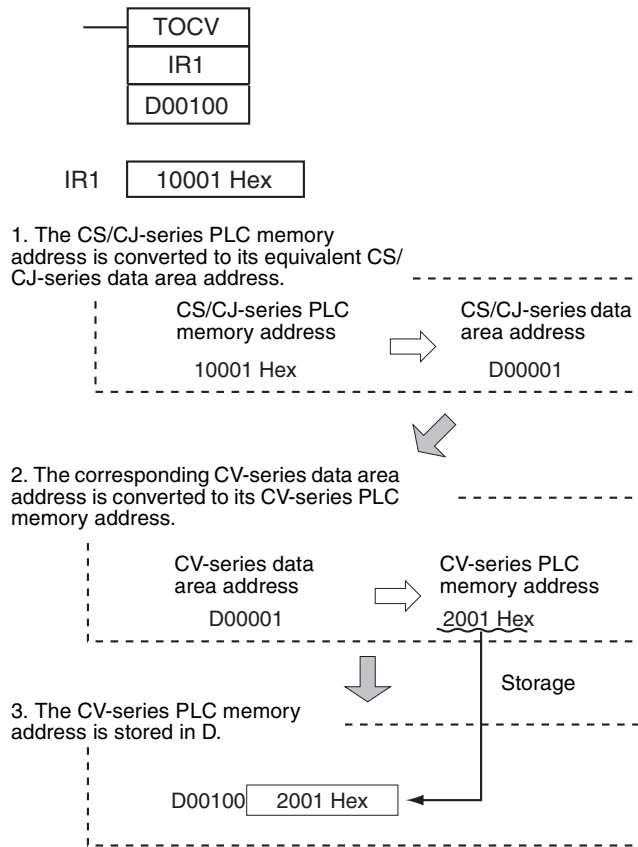 TOCV
IR1
D00100
IR1 10001 Hex
1. The CS/CJ-series PLC memory
address is converted to its equivalent CS/
CJ-series data area address.
CS/CJ-series PLC
memory address
CS/CJ-series data
area address
10001 Hex
D00001
2. The corresponding CV-series data area
address is converted to its CV-series PLC
memory address.
CV-series data
area address
CV-series PLC
memory address
D00001
2001 Hex
Storage
3. The CV-series PLC memory
address is stored in D.
D00100 2001 Hex